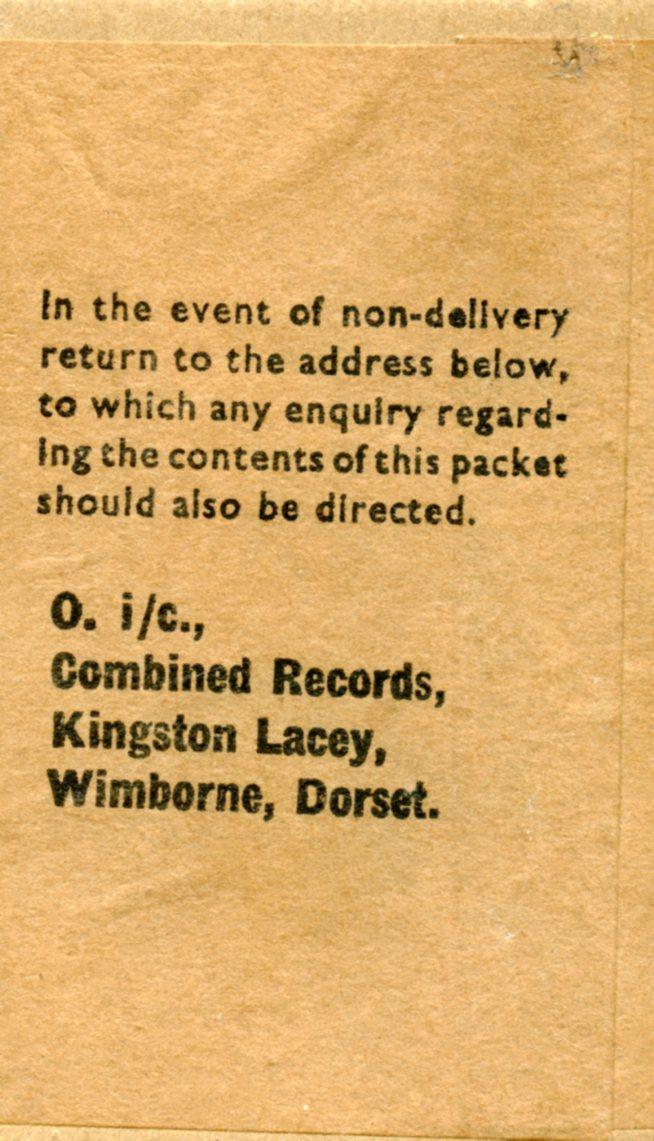 In the event of non-delivery
return to the address below,
to which any enquiry regard-
ing the contents of this packet
should also be directed.
O. i/c.,
Combined Records,
Kingston Lacey,
Wimborne, Dorset.